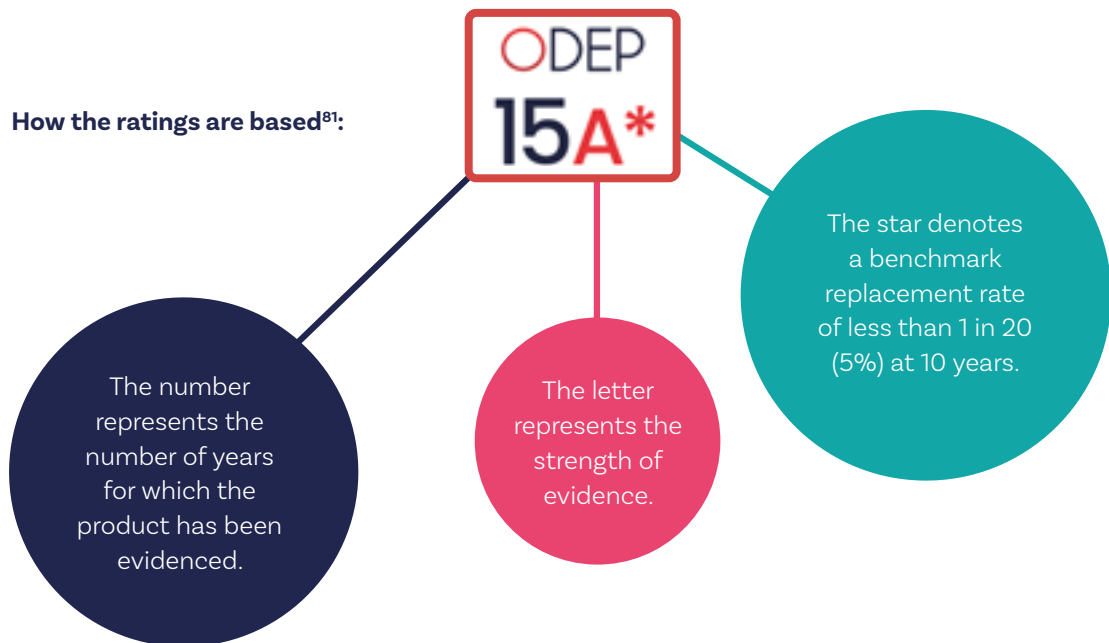 ODEP
15A*
How the ratings are based⁸¹:
The number
represents the
number of years
for which the
product has been
evidenced.
The letter
represents the
strength of
evidence.
The star denotes
a benchmark
replacement rate
of less than 1 in 20
(5%) at 10 years.